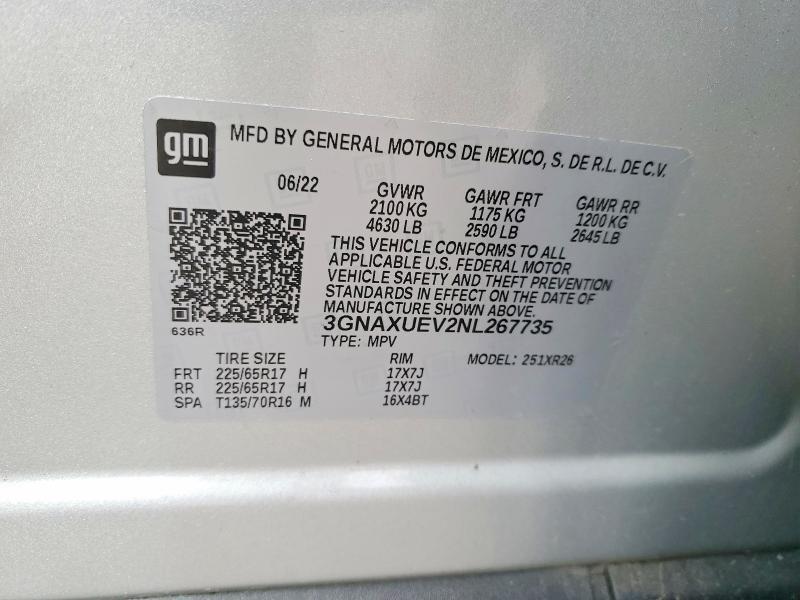 gm MFD BY GENERAL MOTORS DE MEXICO, S. DE R.L. DE C.V.
06/22 GVWR GAWR FRT GAWR RR
2100 KG 1175 KG 1200 KG
4630 LB 2590 LB 2645 LB
THIS VEHICLE CONFORMS TO ALL
APPLICABLE U.S. FEDERAL MOTOR
VEHICLE SAFETY AND THEFT PREVENTION
STANDARDS IN EFFECT ON THE DATE OF
MANUFACTURE SHOWN ABOVE.
3GNAXUEV2NL267735
636R
TYPE: MPV
TIRE SIZE RIM MODEL: 251XR26
FRT 225/65R17 H 17X7J
RR 225/65R17 H 17X7J
SPA T135/70R16 M 16X4BT